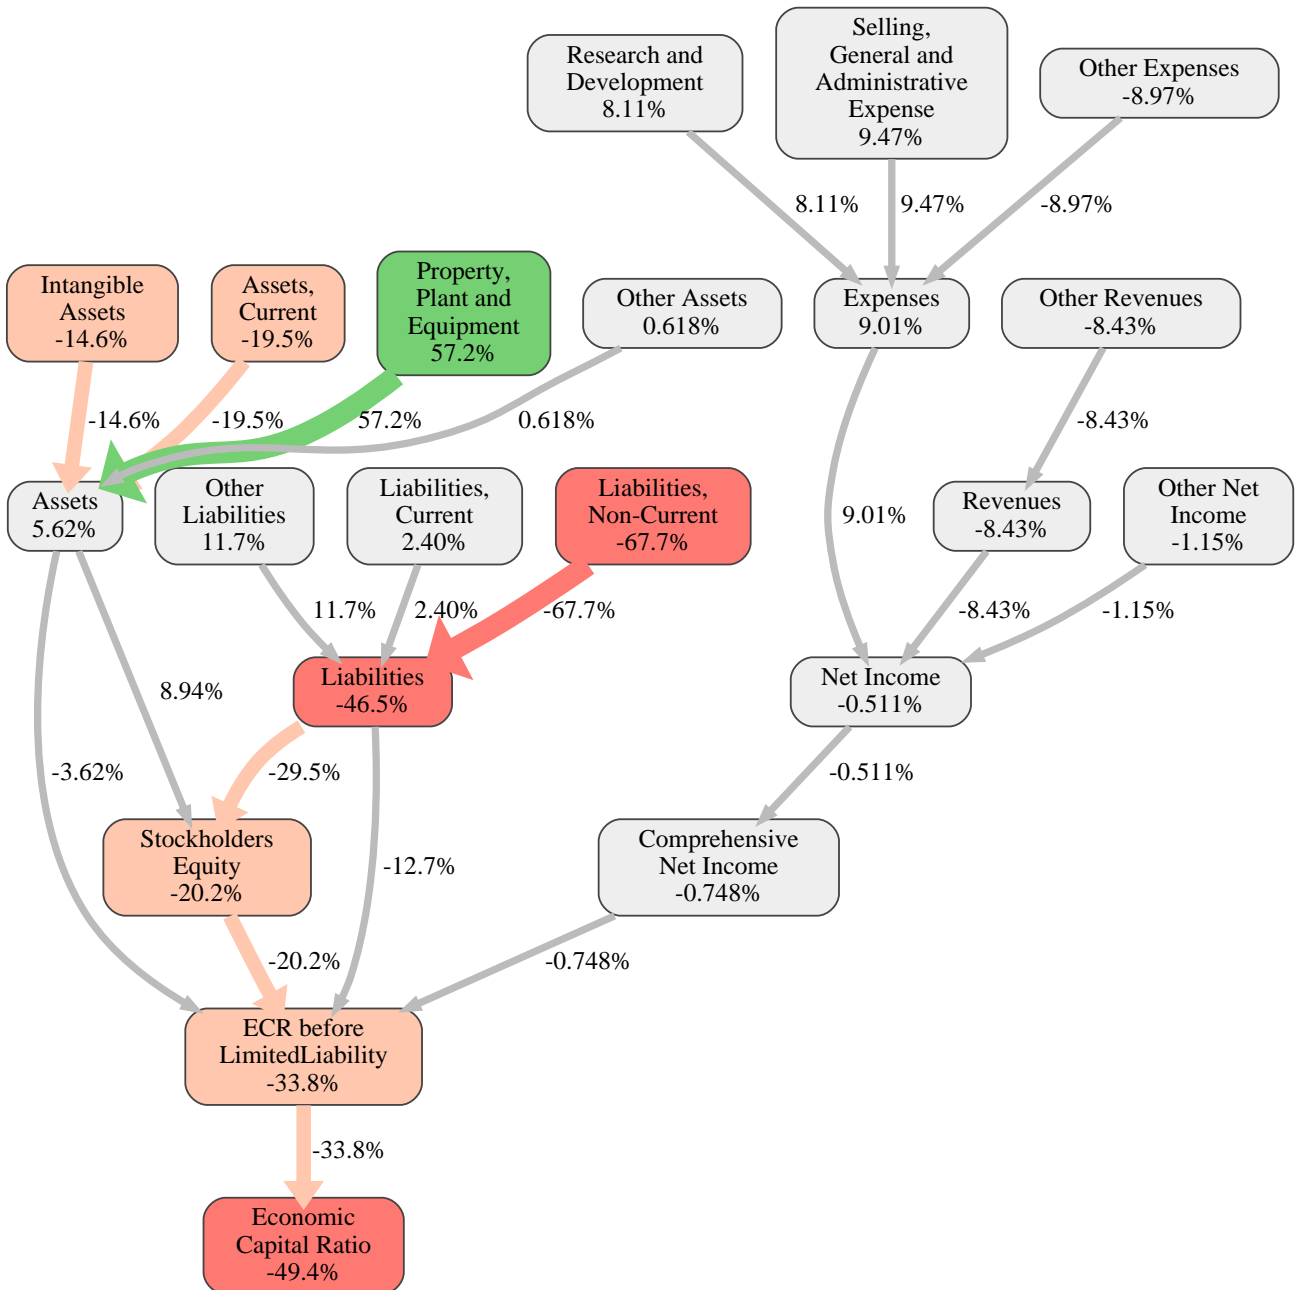 Research and
Development
8.11%
Selling,
General and
Administrative
Expense
9.47%
Other Expenses
-8.97%
8.11%
9.47%
-8.97%
Intangible
Assets
-14.6%
Assets,
Current
-19.5%
Property,
Plant and
Equipment
57.2%
Other Assets
0.618%
Expenses
9.01%
Other Revenues
-8.43%
-14.6%
-19.5%
57.2%
0.618%
-8.43%
Assets
5.62%
Other
Liabilities
11.7%
Liabilities,
Current
2.40%
Liabilities,
Non-Current
-67.7%
9.01%
Revenues
-8.43%
Other Net
Income
-1.15%
11.7%
2.40%
-67.7%
-8.43%
-1.15%
8.94%
Liabilities
-46.5%
Net Income
-0.511%
-3.62%
-29.5%
-0.511%
Stockholders
Equity
-20.2%
-12.7%
Comprehensive
Net Income
-0.748%
-20.2%
-0.748%
ECR before
LimitedLiability
-33.8%
-33.8%
Economic
Capital Ratio
-49.4%